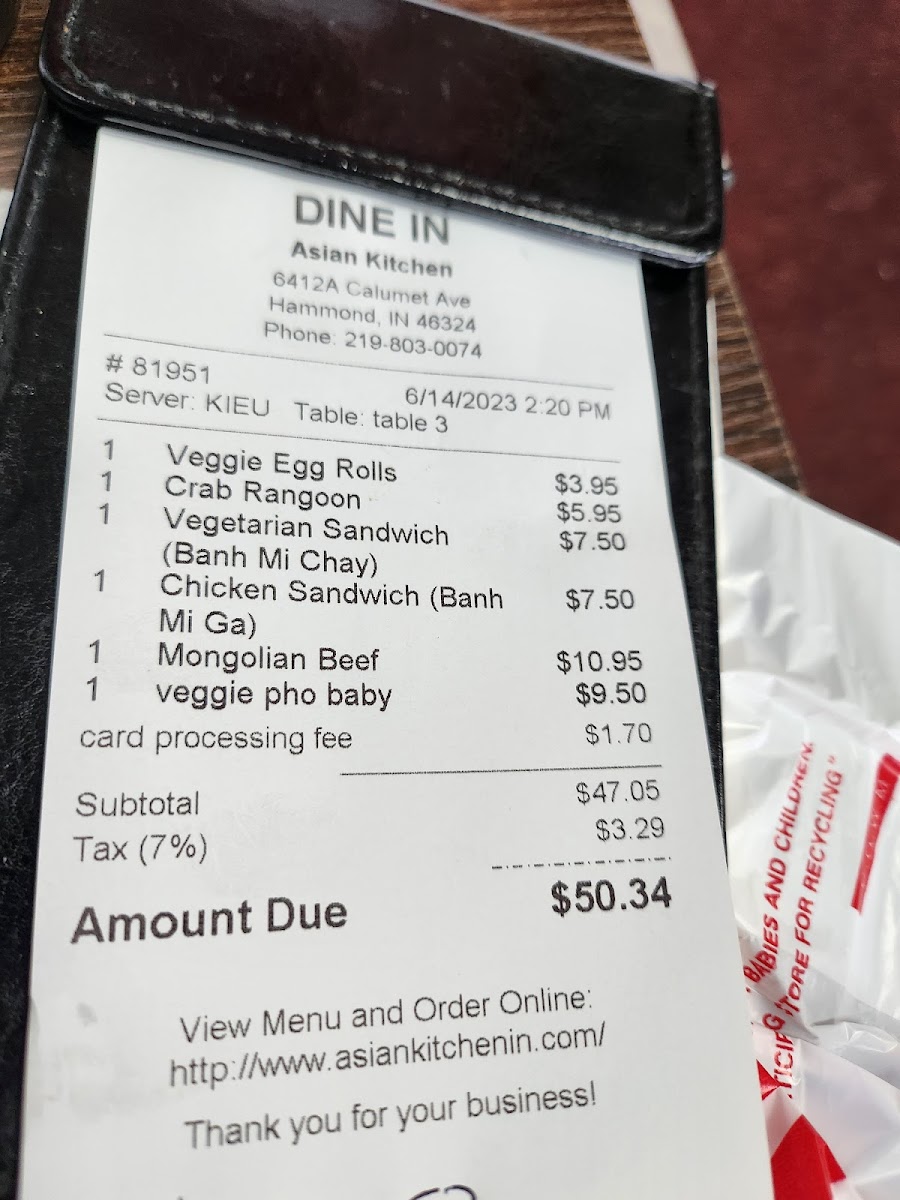 DINE IN
Asian Kitchen
6412A Calumet Ave
Hammond, IN 46324
Phone: 219-803-0074
# 81951 6/14/2023 2:20 PM
Server: KIEU Table: table 3
1 Veggie Egg Rolls $3.95
1 Crab Rangoon $5.95
1 Vegetarian Sandwich $7.50
(Banh Mi Chay)
1 Chicken Sandwich (Banh $7.50
Mi Ga)
1 Mongolian Beef $10.95
1 veggie pho baby $9.50
card processing fee $1.70
Subtotal $47.05
Tax (7%) $3.29
Amount Due $50.34
View Menu and Order Online:
http://www.asiankitchenin.com/
Thank you for your business!
BABIES AND CHILDREN.
STORE FOR RECYCLING"